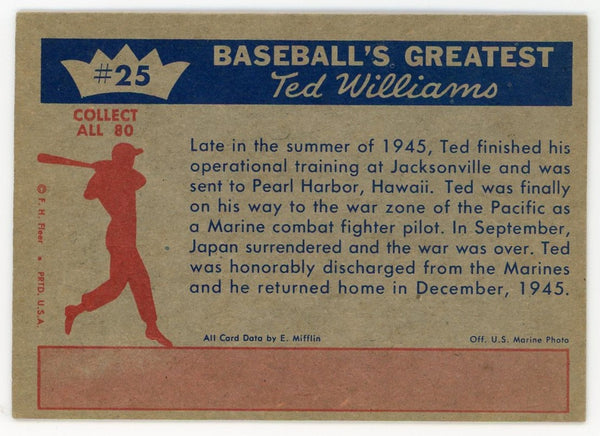 #25
BASEBALL'S GREATEST
Ted Williams
COLLECT
ALL 80
Late in the summer of 1945, Ted finished his
operational training at Jacksonville and was
sent to Pearl Harbor, Hawaii. Ted was finally
on his way to the war zone of the Pacific as
a Marine combat fighter pilot. In September,
Japan surrendered and the war was over. Ted
was honorably discharged from the Marines
and he returned home in December, 1945.
© F. H. Fleer • PRTD. U.S.A.
All Card Data by E. Mifflin
Off. U.S. Marine Photo